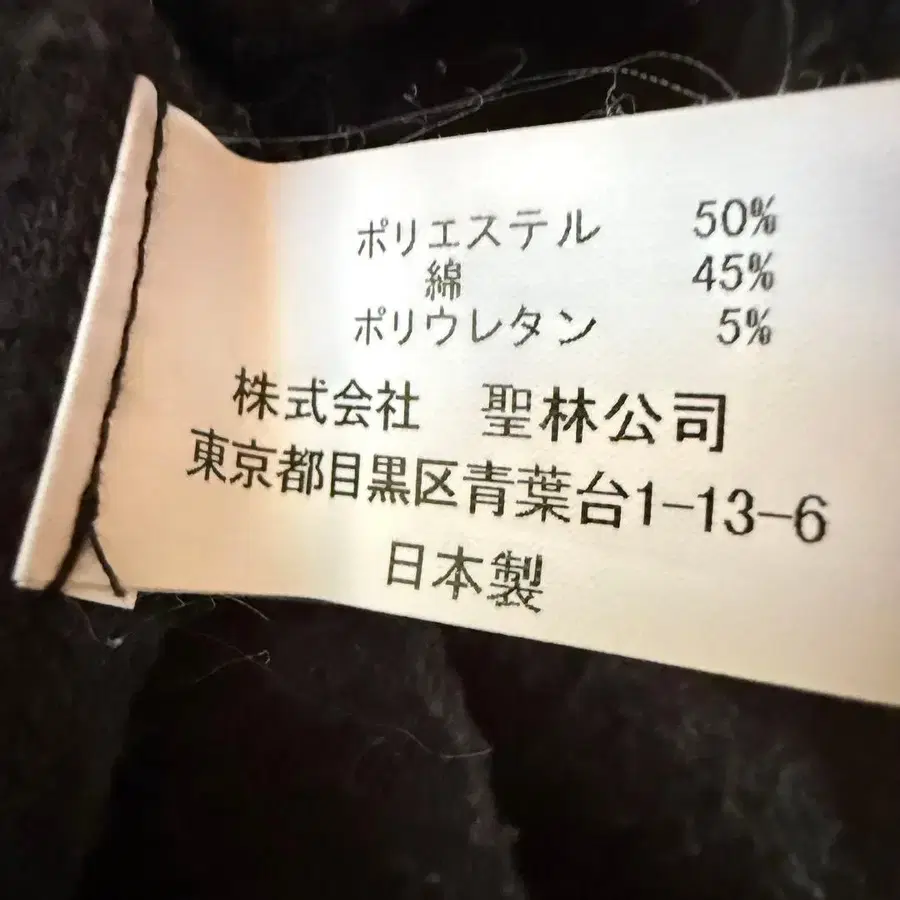 ポリエステル 50%
綿 45%
ポリウレタン 5%
株式会社 聖林公司
東京都目黒区青葉台1-13-6
日本製